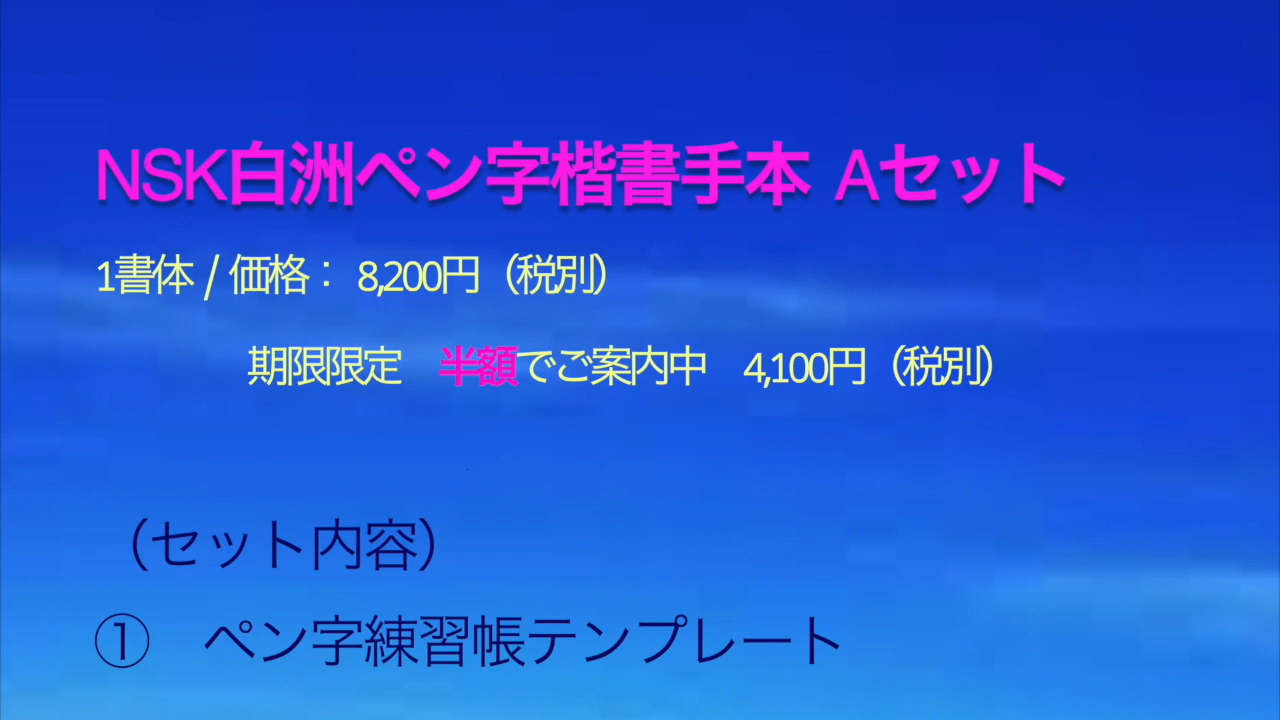 NSK白洲ペン字楷書手本 Aセット
1書体 / 価格： 8,200円（税別）
期限限定　半額でご案内中　4,100円（税別）
（セット内容）
①　ペン字練習帳テンプレート